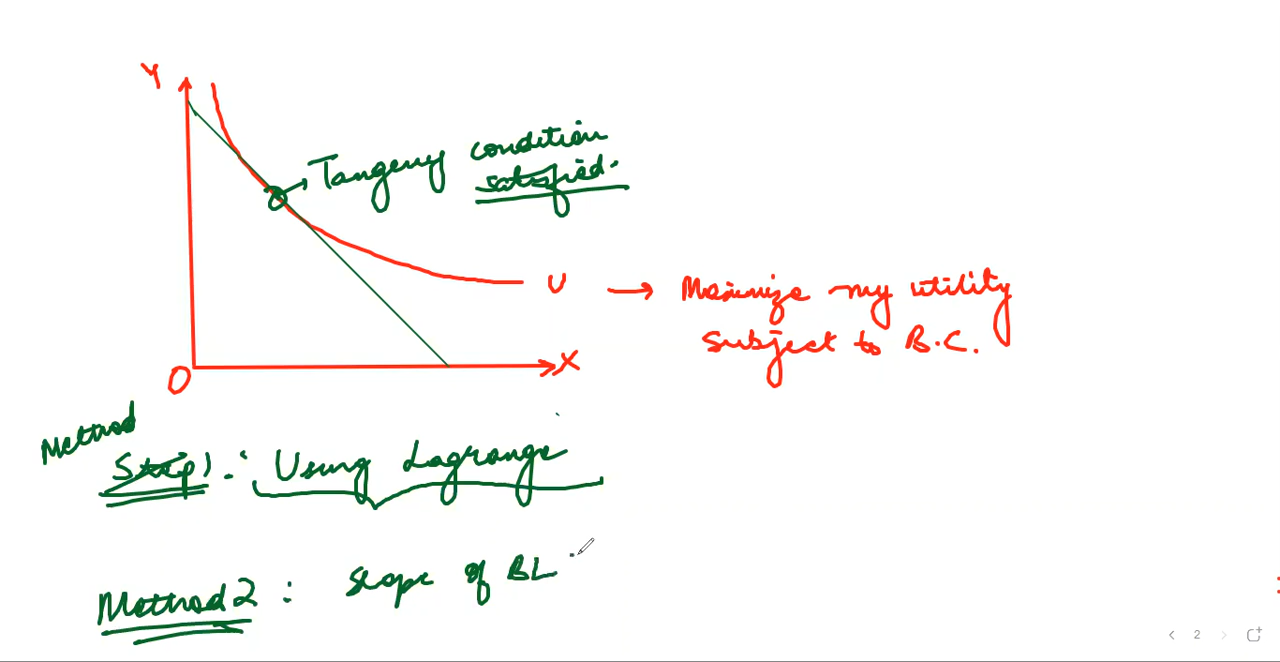 Y
Tangency condition
satisfied.
U → Maximize my utility
subject to B.C.
O X
Method
Step 1 : Using Lagrange
Method 2 : Slope of BL
2